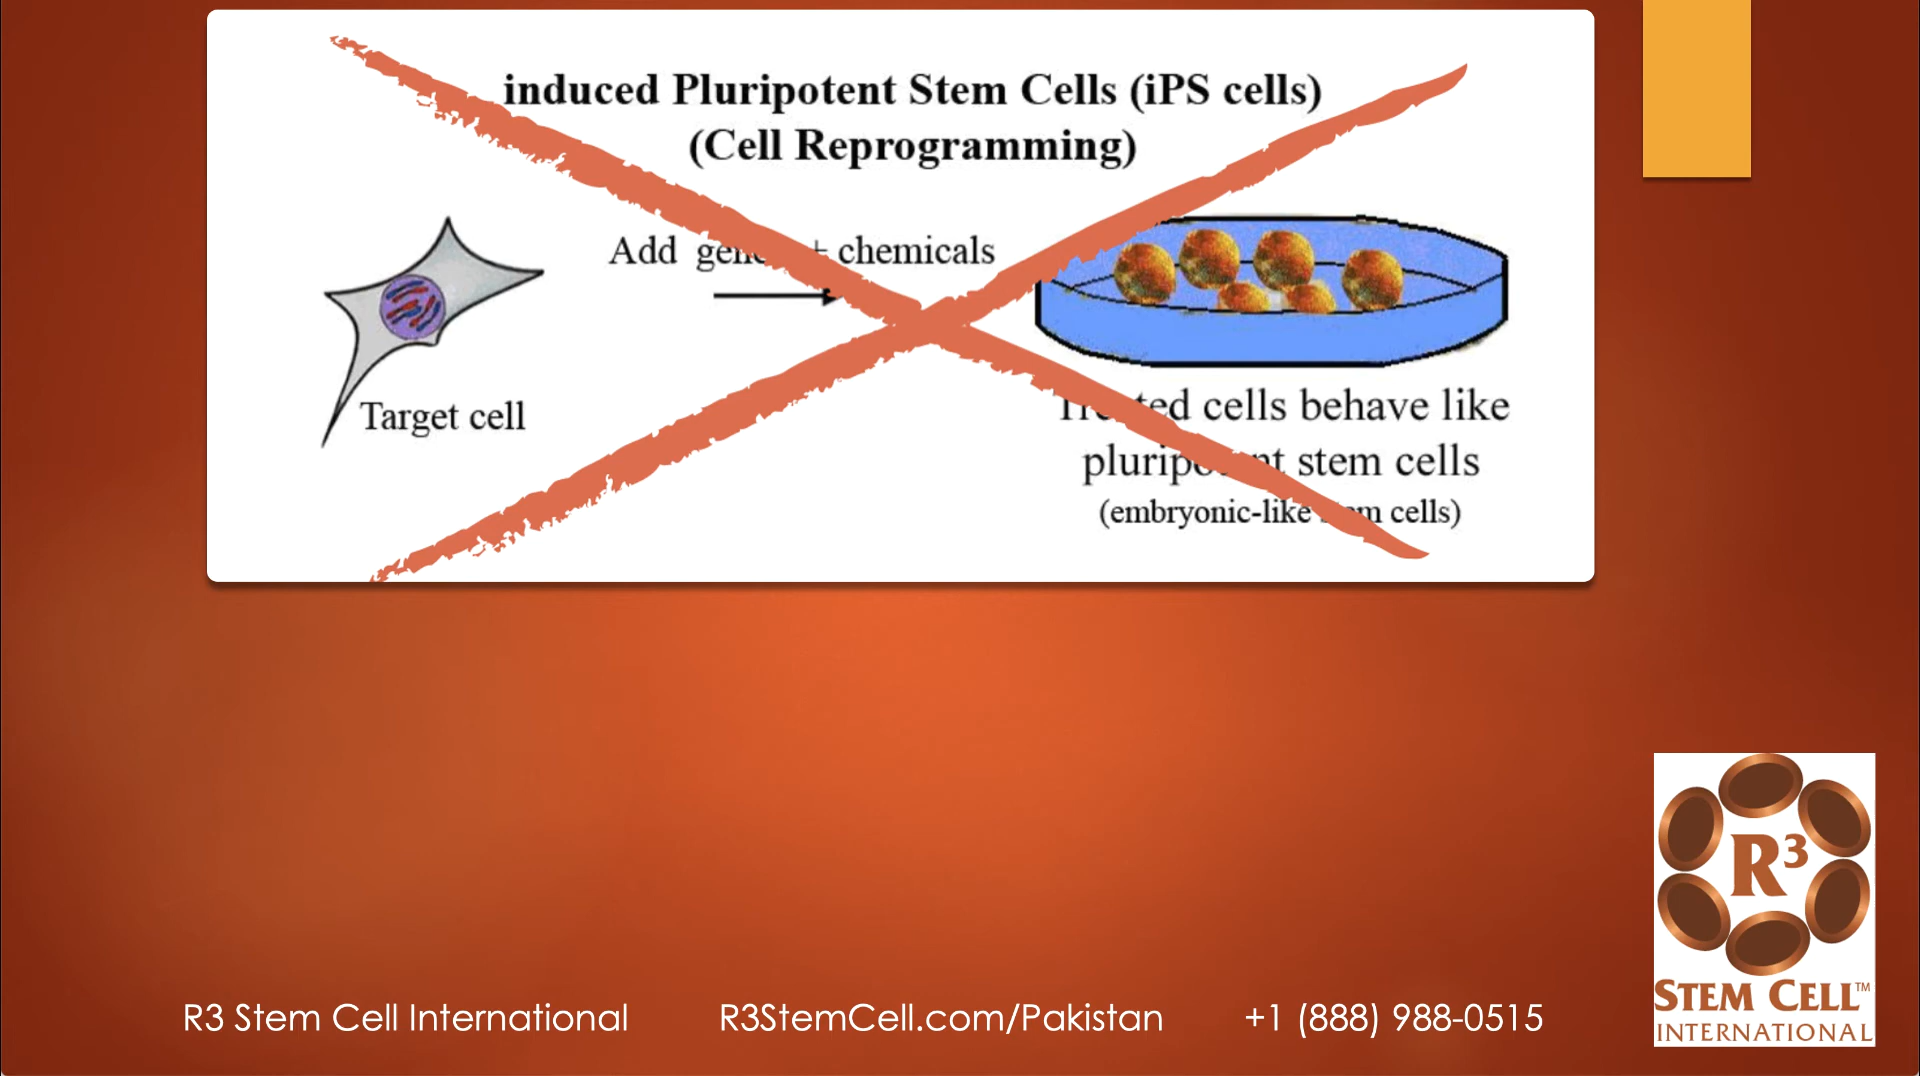 induced Pluripotent Stem Cells (iPS cells)
(Cell Reprogramming)
Add + chemicals
Target cell
cells behave like
stem cells
(embryonic-like cells)
R3 Stem Cell International R3StemCell.com/Pakistan +1 (888) 988-0515
R3
STEM CELL™
INTERNATIONAL